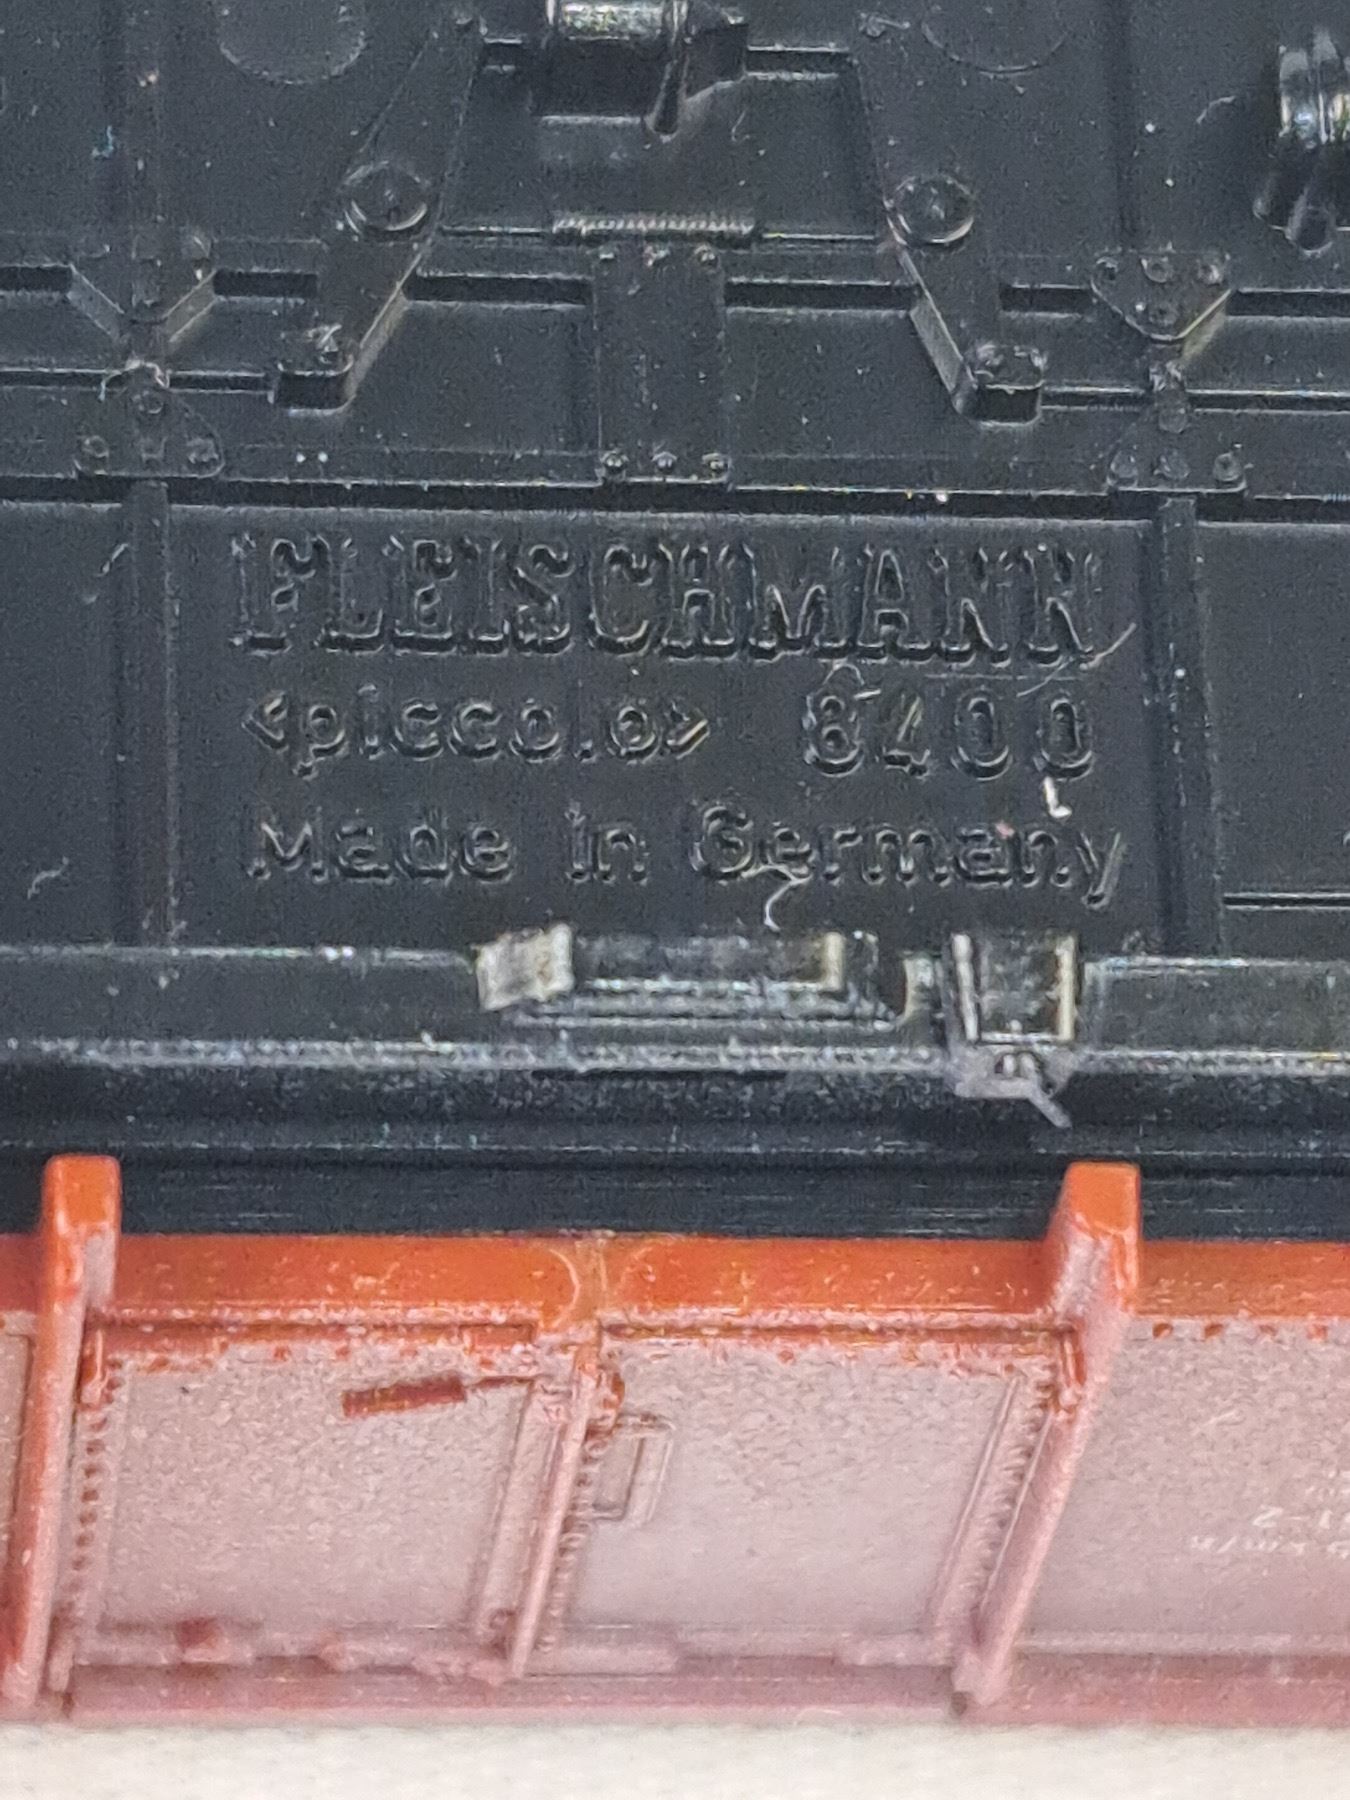 FLEISCHMANN
<piccolo> 8400
Made in Germany